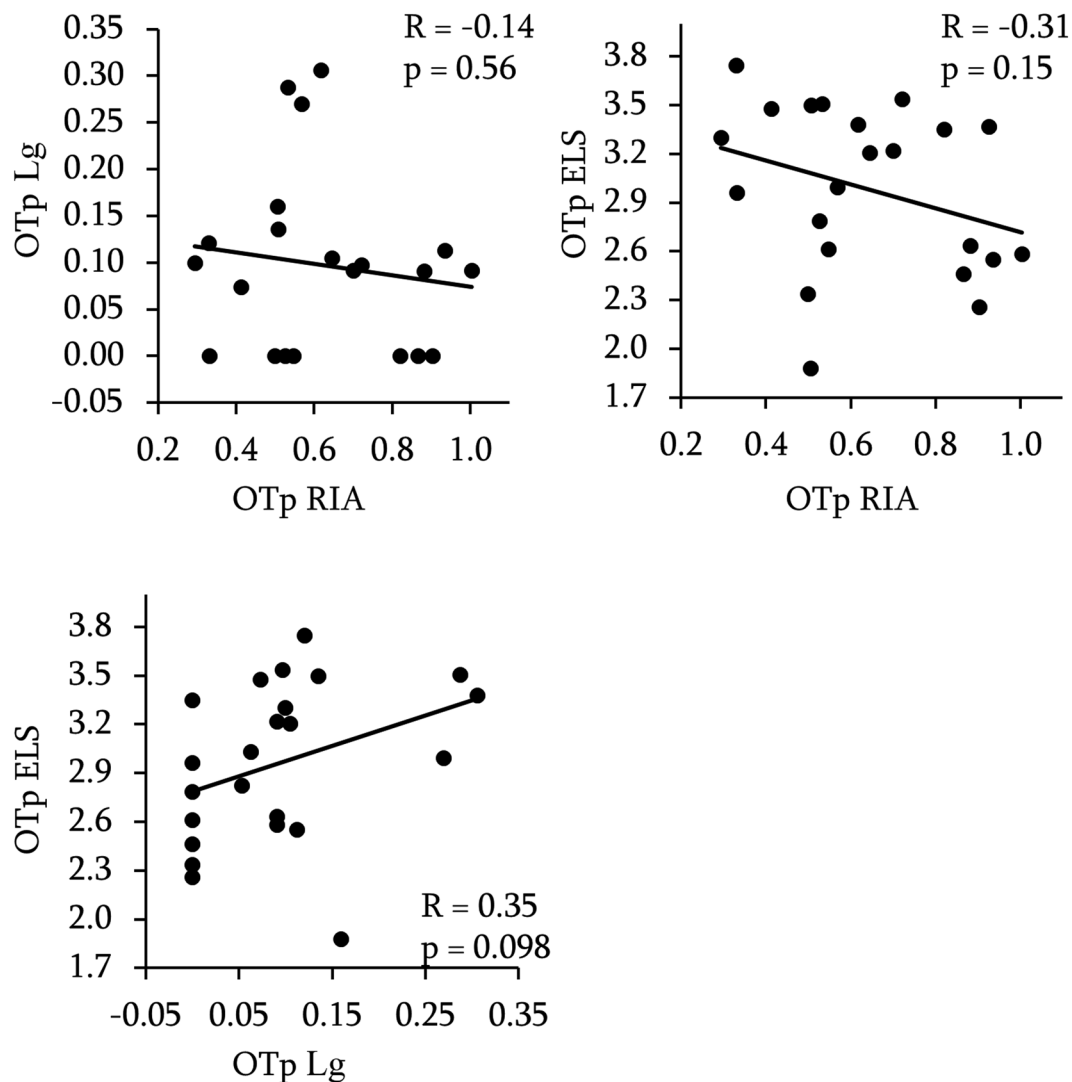 R = -0.14
p = 0.56
OTp Lg
0.35
0.30
0.25
0.20
0.15
0.10
0.05
0.00
-0.05
0.2 0.4 0.6 0.8 1.0
OTp RIA
R = -0.31
p = 0.15
OTp ELS
3.8
3.5
3.2
2.9
2.6
2.3
2.0
1.7
0.2 0.4 0.6 0.8 1.0
OTp RIA
OTp ELS
3.8
3.5
3.2
2.9
2.6
2.3
2.0
1.7
R = 0.35
p = 0.098
-0.05 0.05 0.15 0.25 0.35
OTp Lg